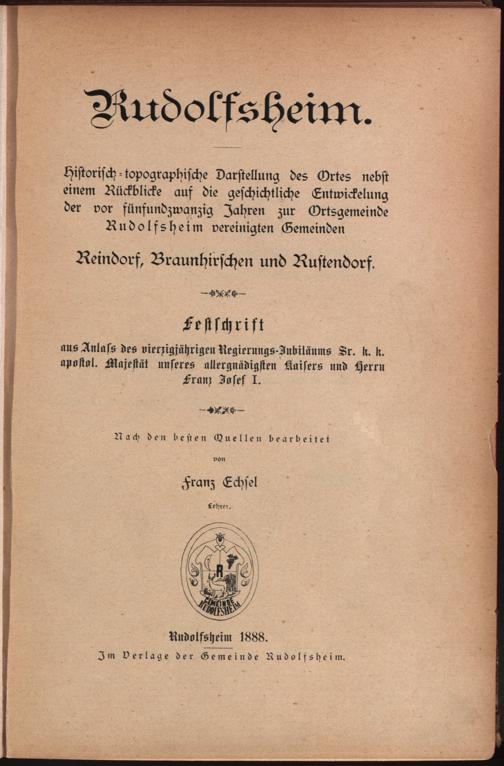 Rudolfsheim.
Historisch-topographische Darstellung des Ortes nebst
einem Rückblicke auf die geschichtliche Entwickelung
der vor fünfundzwanzig Jahren zur Ortsgemeinde
Rudolfsheim vereinigten Gemeinden
Reindorf, Braunhirschen und Rustendorf.
Festschrift
aus Anlass des vierzigjährigen Regierungs-Jubiläums Sr. k. k.
apostol. Majestät unseres allergnädigsten Kaisers und Herrn
Franz Josef I.
Nach den besten Quellen bearbeitet
von
Franz Echsel
Lehrer.
R
GEMEINDE
RUDOLFSHEIM
Rudolfsheim 1888.
Im Verlage der Gemeinde Rudolfsheim.